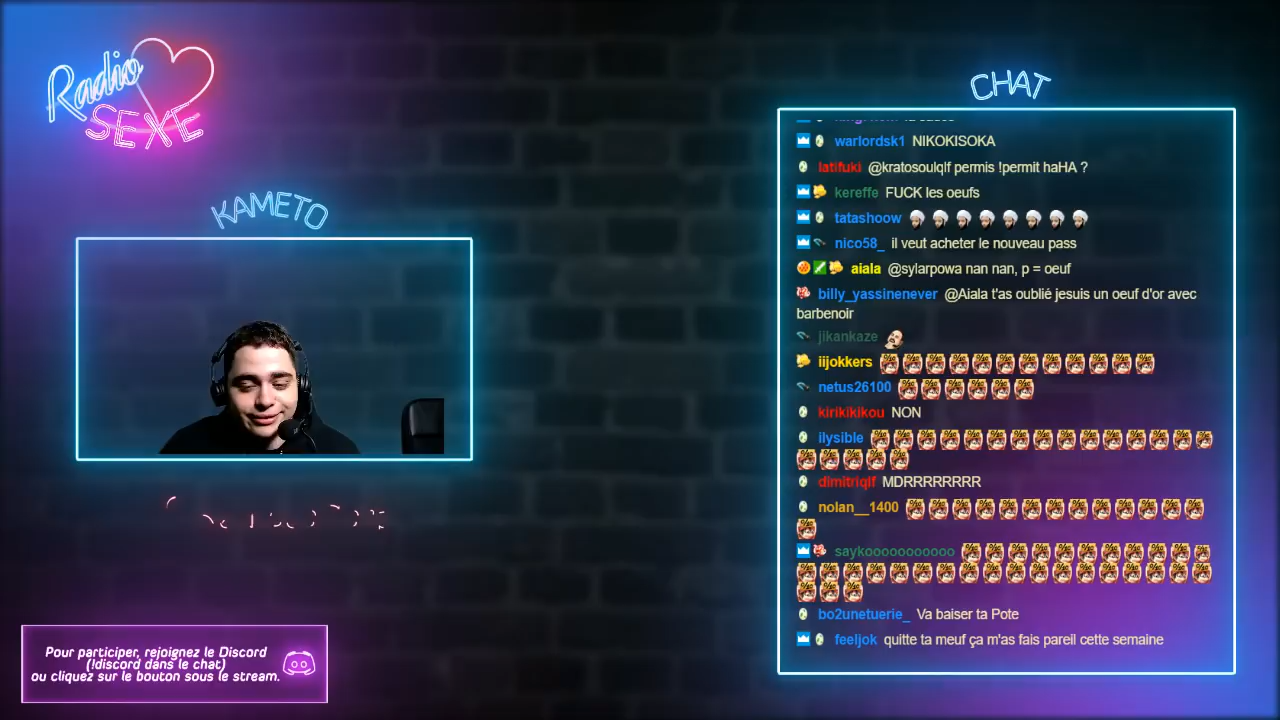 Radio
SEXE
KAMETO
Pour participer, rejoignez le Discord
(!discord dans le chat)
ou cliquez sur le bouton sous le stream.
CHAT
warlordsk1 NIKOKISOKA
latifuki @kratosoulqlf permis !permit haHA ?
kereffe FUCK les oeufs
tatashoow
nico58_ il veut acheter le nouveau pass
aiala @sylarpowa nan nan, p = oeuf
billy_yassinenever @Aiala t'as oublié jesuis un oeuf d'or avec
barbenoir
jikankaze
iijokkers
netus26100
kirikikikou NON
ilysible
dimitriqlf MDRRRRRRRR
nolan__1400
saykooooooooooo
bo2unetuerie_ Va baiser ta Pote
feeljok quitte ta meuf ça m'as fais pareil cette semaine